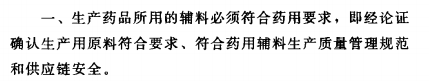 一、生产药品所用的辅料必须符合药用要求，即经论证
确认生产用原料符合要求、符合药用辅料生产质量管理规范
和供应链安全。